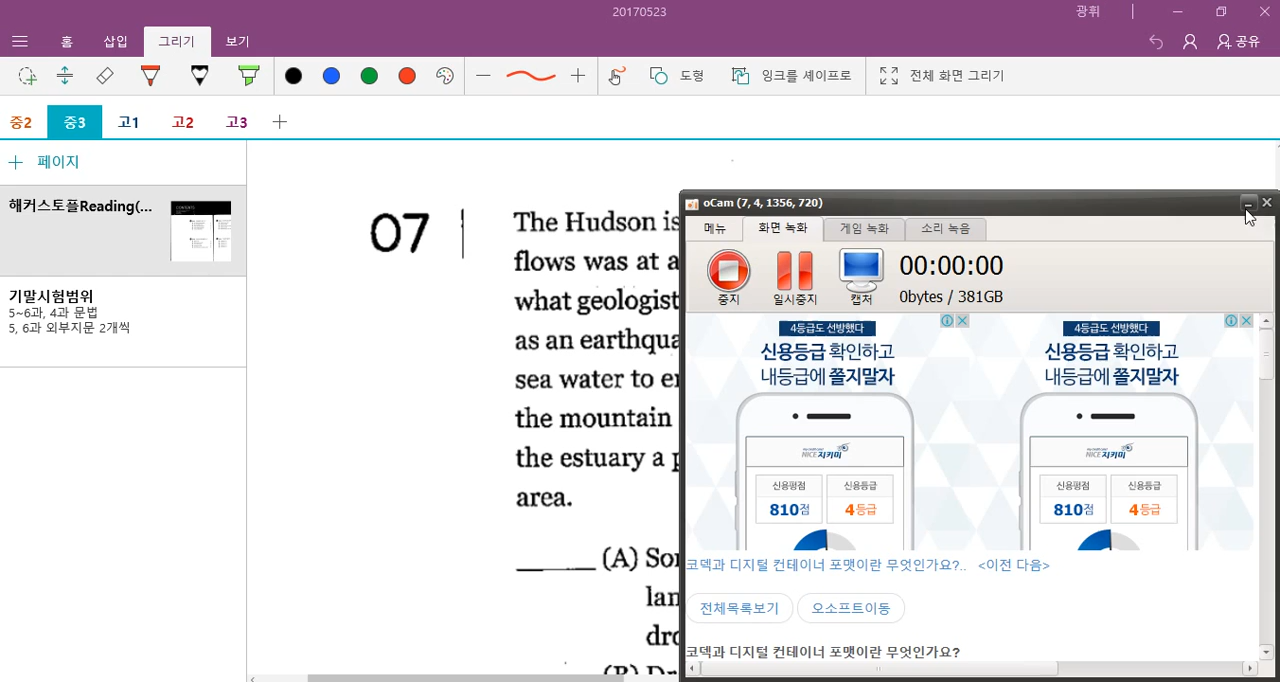 20170523
광휘
홈 삽입 그리기 보기
공유
도형 잉크를 셰이프로 전체 화면 그리기
중2 중3 고1 고2 고3
페이지
해커스토플Reading(...
기말시험범위
5~6과, 4과 문법
5, 6과 외부지문 2개씩
07
The Hudson is
flows was at a
what geologist
as an earthqua
sea water to
the mountain
the estuary a
area.
(A) Sor
lan
dro
(B)
oCam (7, 4, 1356, 720)
메뉴 화면 녹화 게임 녹화 소리 녹음
중지 일시중지 캡처
00:00:00
0bytes / 381GB
4등급도 선방했다
신용등급 확인하고
내등급에 쫄지말자
NICE 지키미
신용평점 신용등급
810점 4등급
4등급도 선방했다
신용등급 확인하고
내등급에 쫄지말자
NICE 지키미
신용평점 신용등급
810점 4등급
코덱과 디지털 컨테이너 포맷이란 무엇인가요?.. <이전 다음>
전체목록보기 오소프트이동
코덱과 디지털 컨테이너 포맷이란 무엇인가요?